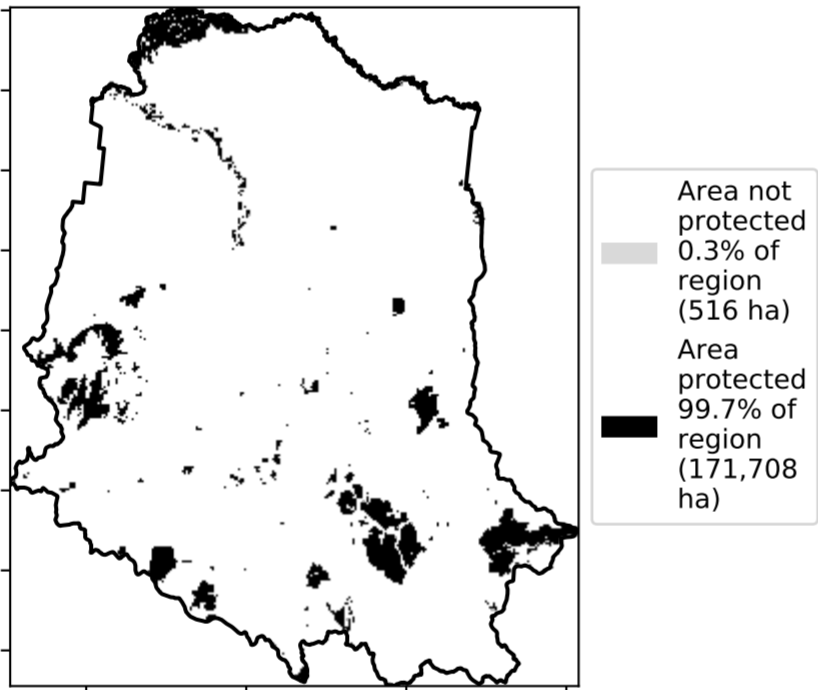 Area not
protected
0.3% of
region
(516 ha)
Area
protected
99.7% of
region
(171,708
ha)